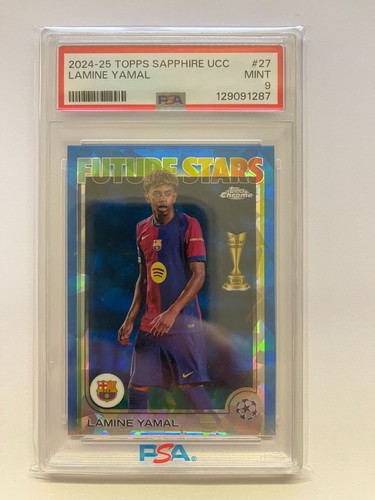 2024-25 TOPPS SAPPHIRE UCC #27
LAMINE YAMAL MINT
PSA 9
129091287
FUTURE STARS
Topps
Chrome
LAMINE YAMAL
PSA